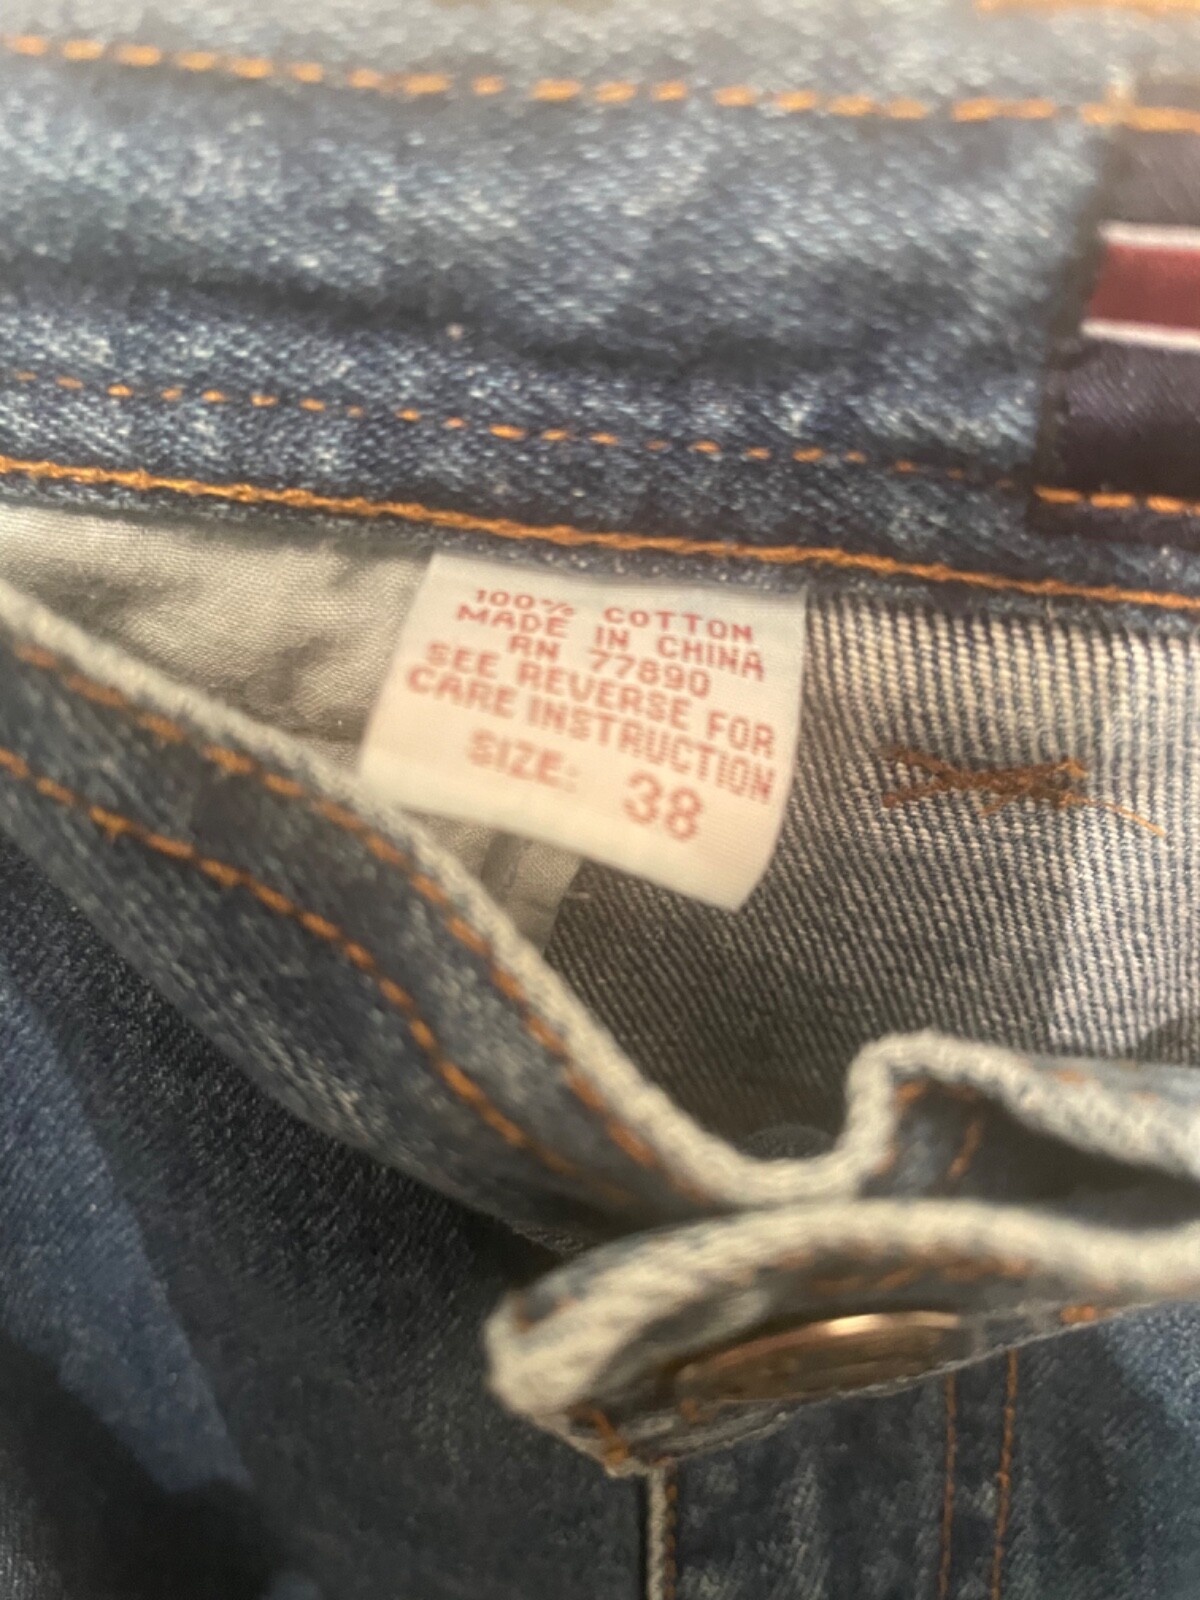 100% COTTON
MADE IN CHINA
RN 77890
SEE REVERSE FOR
CARE INSTRUCTION
SIZE: 38